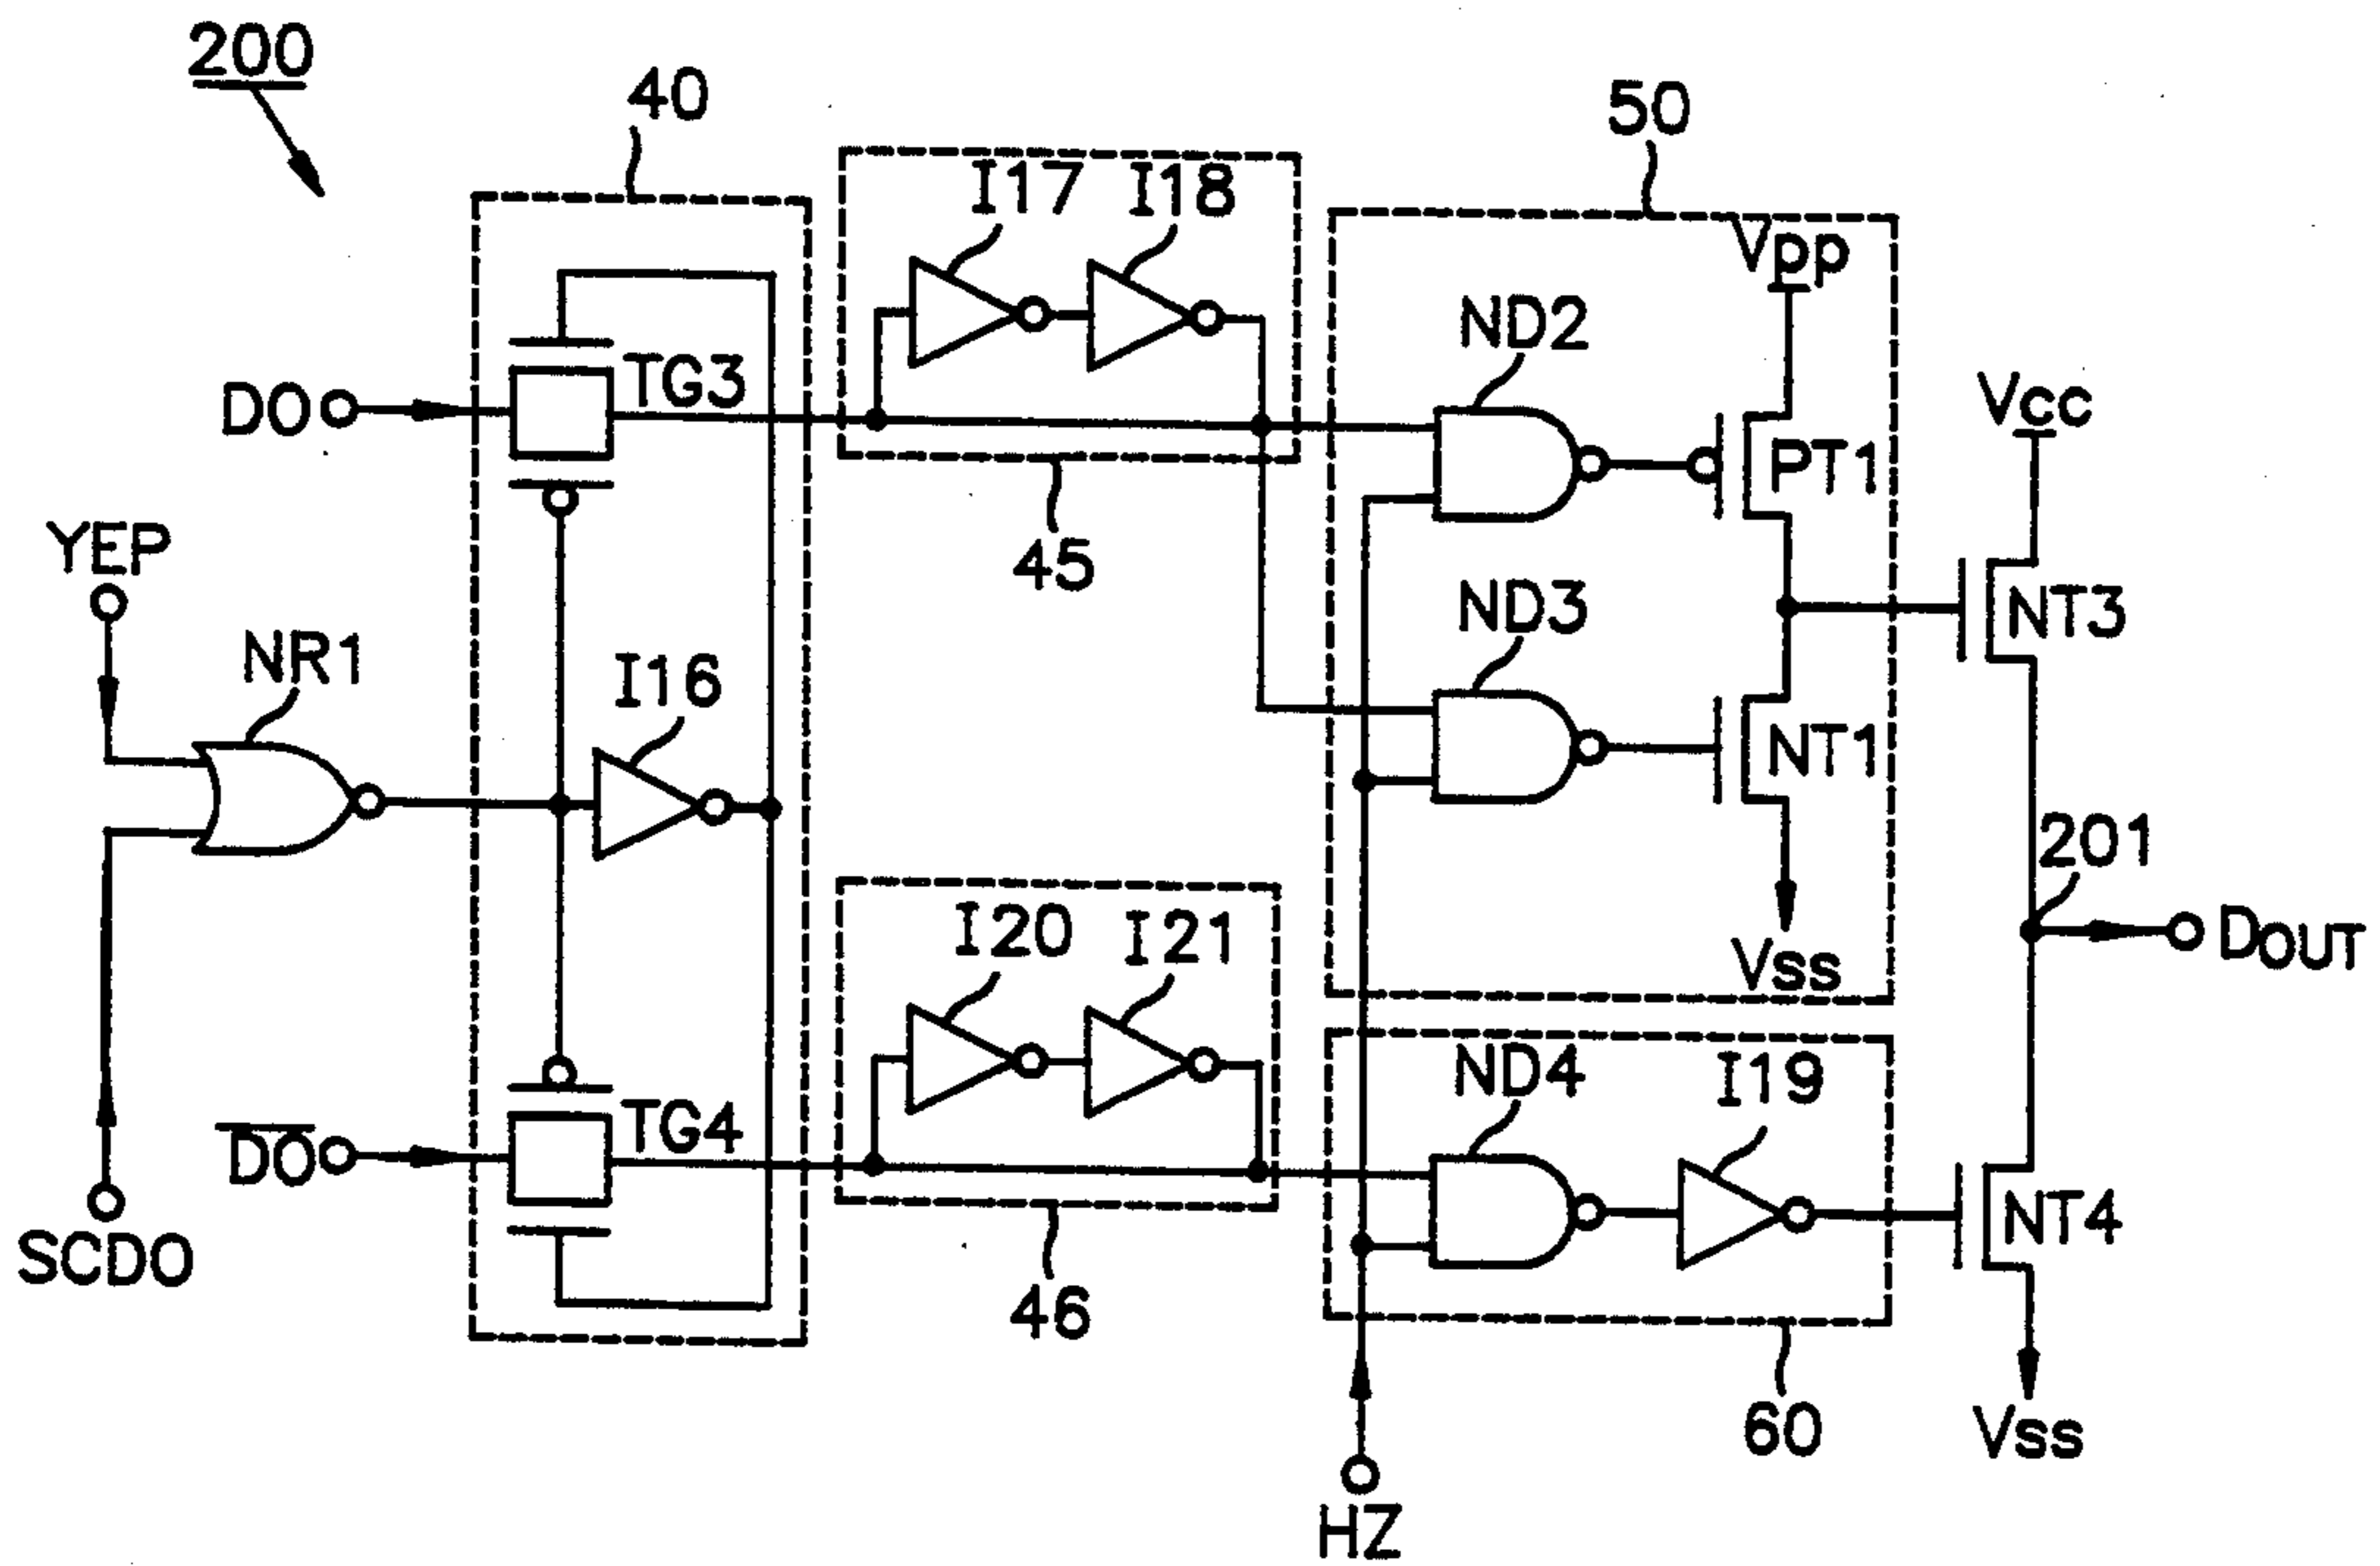 200
40
50
I17
I18
Vpp
ND2
Vcc
TG3
DO
PT1
45
YEP
ND3
NT3
NR1
I16
NT1
201
I20
I21
DOUT
Vss
ND4
I19
TG4
D̅O̅
NT4
SCDO
46
60
Vss
HZ